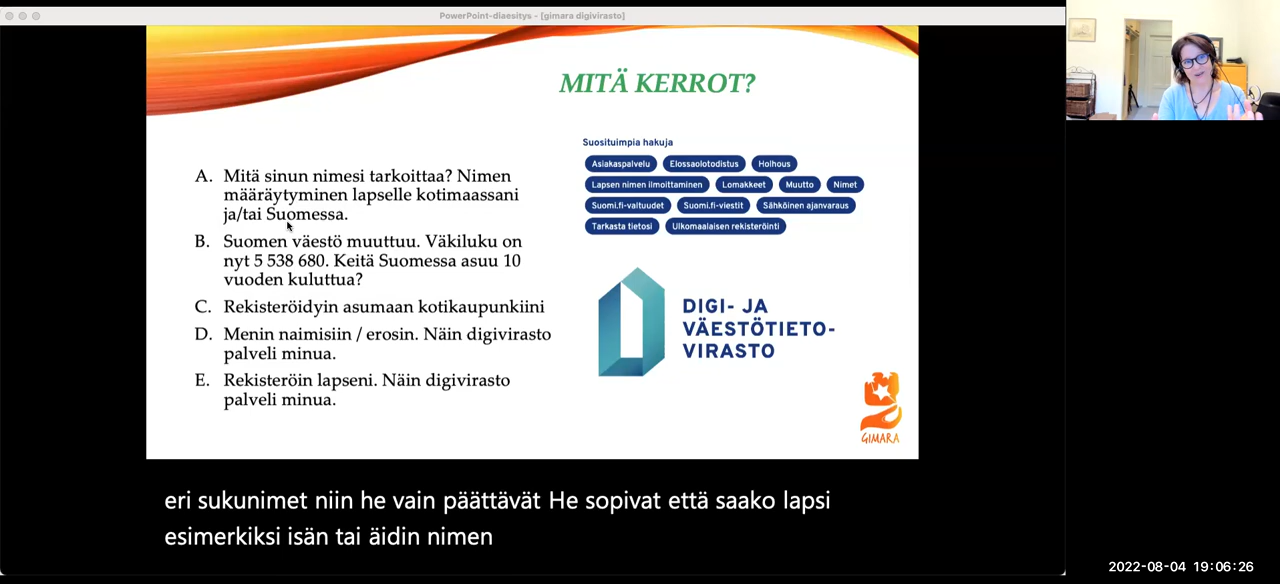 PowerPoint-diaesitys - [gimara digivirasto]
MITÄ KERROT?
A. Mitä sinun nimesi tarkoittaa? Nimen
määräytyminen lapselle kotimaassani
ja/tai Suomessa.
B. Suomen väestö muuttuu. Väkiluku on
nyt 5 538 680. Keitä Suomessa asuu 10
vuoden kuluttua?
C. Rekisteröidyin asumaan kotikaupunkiini
D. Menin naimisiin / erosin. Näin digivirasto
palveli minua.
E. Rekisteröin lapseni. Näin digivirasto
palveli minua.
Suosituimpia hakuja
Asiakaspalvelu Elossaolotodistus Holhous
Lapsen nimen ilmoittaminen Lomakkeet Muutto Nimet
Suomi.fi-valtuudet Suomi.fi-viestit Sähköinen ajanvaraus
Tarkasta tietosi Ulkomaalaisen rekisteröinti
DIGI- JA
VÄESTÖTIETO-
VIRASTO
GIMARA
eri sukunimet niin he vain päättävät He sopivat että saako lapsi
esimerkiksi isän tai äidin nimen
2022-08-04 19:06:26